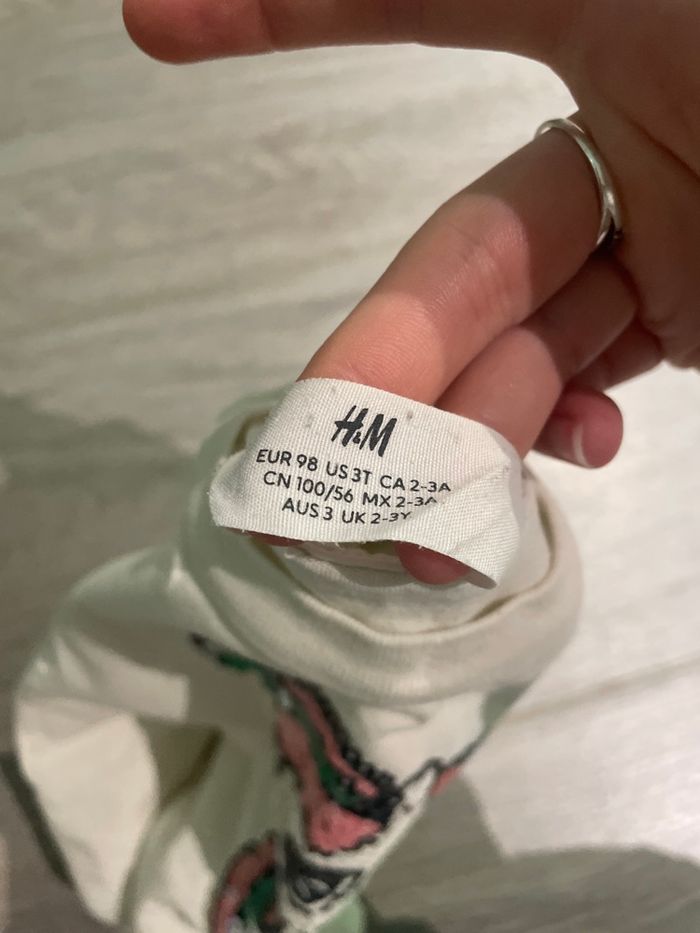 H&M
EUR 98 US 3T CA 2-3A
CN 100/56 MX 2-3A
AUS 3 UK 2-3Y